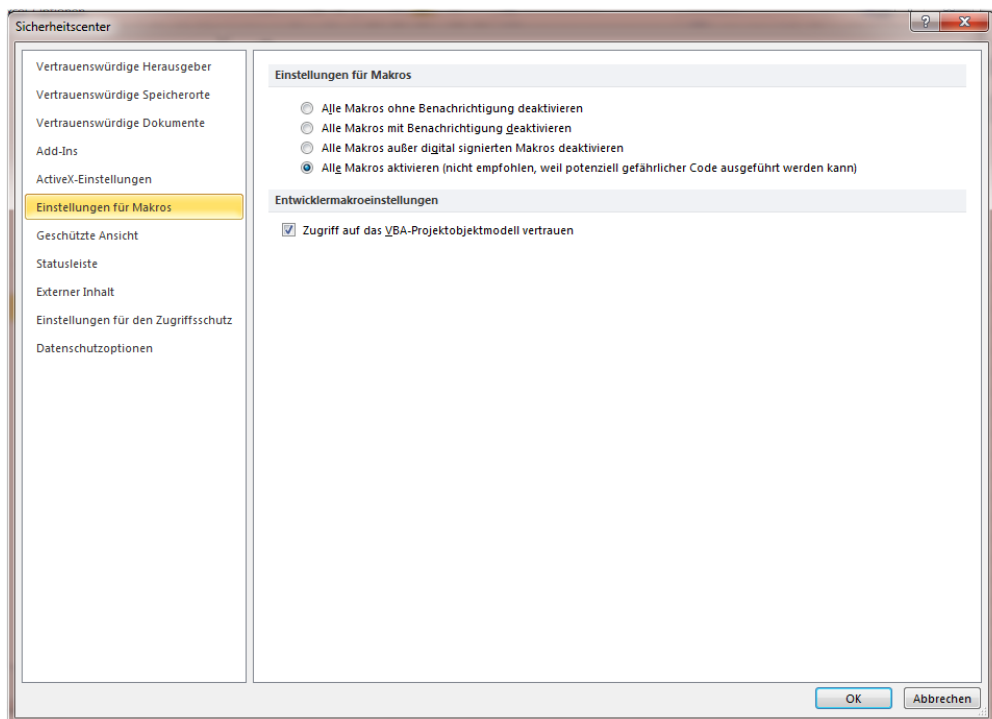 Sicherheitscenter
Vertrauenswürdige Herausgeber
Vertrauenswürdige Speicherorte
Vertrauenswürdige Dokumente
Add-Ins
ActiveX-Einstellungen
Einstellungen für Makros
Geschützte Ansicht
Statusleiste
Externer Inhalt
Einstellungen für den Zugriffsschutz
Datenschutzoptionen
Einstellungen für Makros
Alle Makros ohne Benachrichtigung deaktivieren
Alle Makros mit Benachrichtigung deaktivieren
Alle Makros außer digital signierten Makros deaktivieren
Alle Makros aktivieren (nicht empfohlen, weil potenziell gefährlicher Code ausgeführt werden kann)
Entwicklermakroeinstellungen
Zugriff auf das VBA-Projektobjektmodell vertrauen
OK
Abbrechen